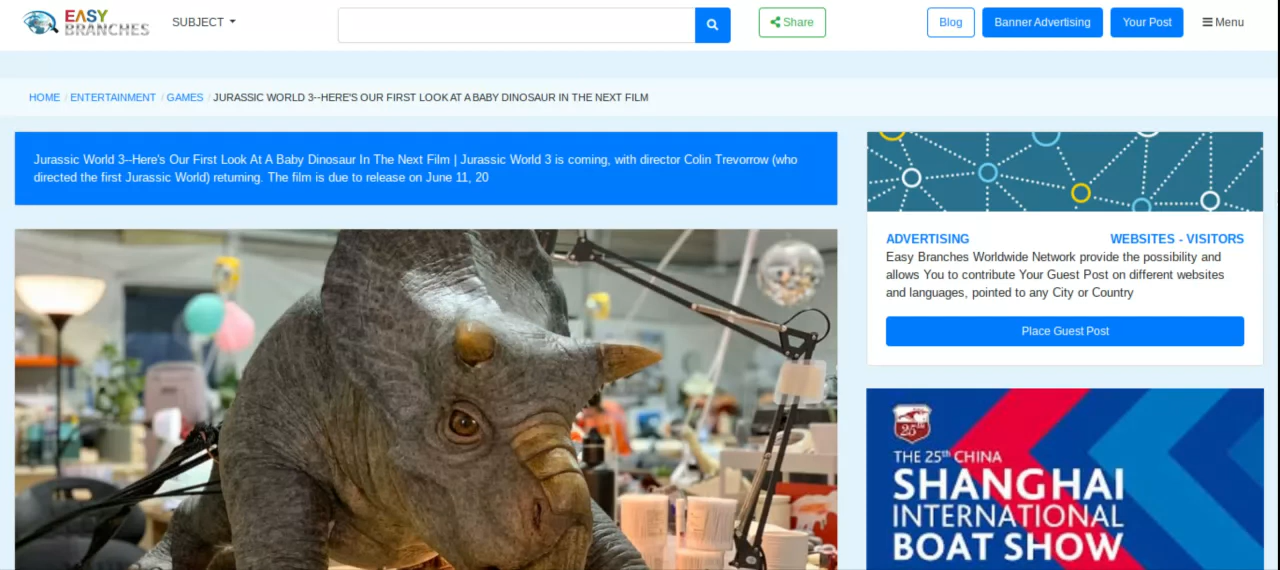 EASY
BRANCHES
SUBJECT
Share
Blog
Banner Advertising
Your Post
Menu
HOME / ENTERTAINMENT / GAMES / JURASSIC WORLD 3--HERE'S OUR FIRST LOOK AT A BABY DINOSAUR IN THE NEXT FILM
Jurassic World 3--Here's Our First Look At A Baby Dinosaur In The Next Film | Jurassic World 3 is coming, with director Colin Trevorrow (who
directed the first Jurassic World) returning. The film is due to release on June 11, 20
ADVERTISING
WEBSITES - VISITORS
Easy Branches Worldwide Network provide the possibility and
allows You to contribute Your Guest Post on different websites
and languages, pointed to any City or Country
Place Guest Post
25TH
THE 25th CHINA
SHANGHAI
INTERNATIONAL
BOAT SHOW